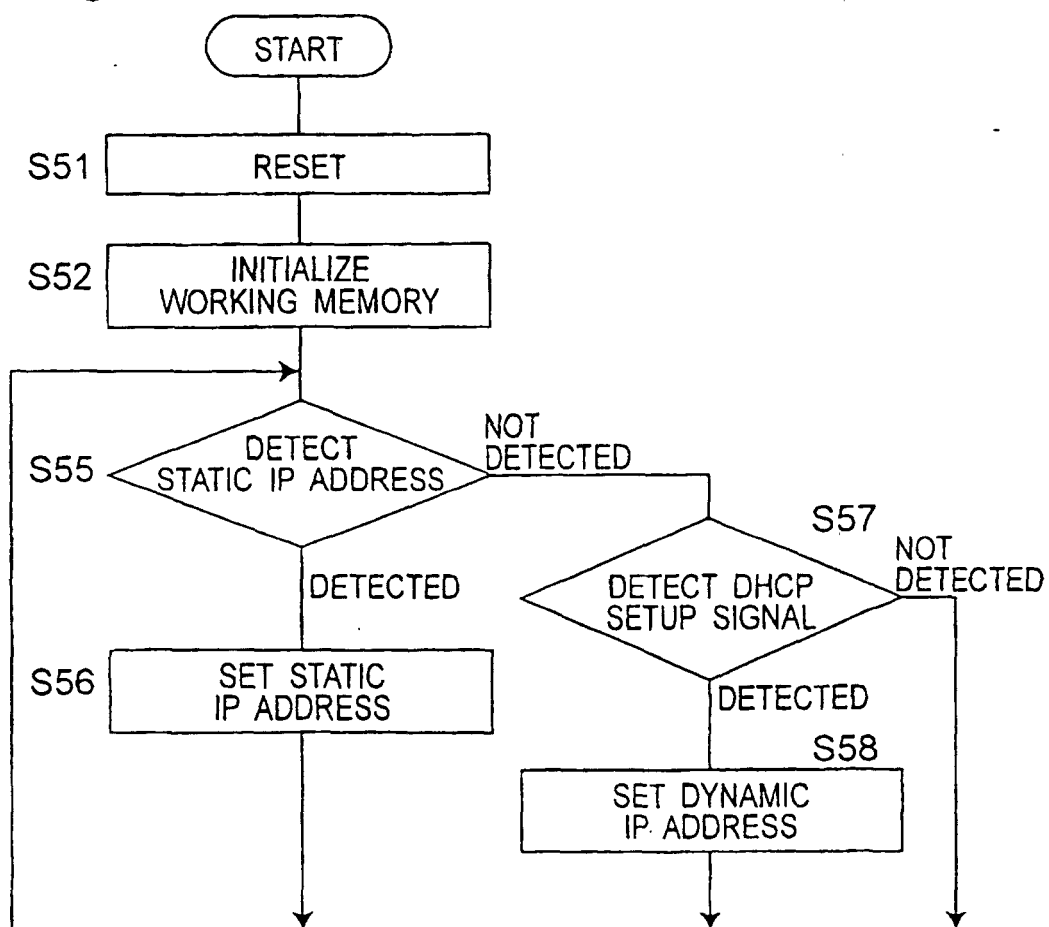 START
S51
RESET
S52
INITIALIZE
WORKING MEMORY
S55
DETECT
STATIC IP ADDRESS
NOT
DETECTED
DETECTED
S56
SET STATIC
IP ADDRESS
S57
DETECT DHCP
SETUP SIGNAL
NOT
DETECTED
DETECTED
S58
SET DYNAMIC
IP ADDRESS